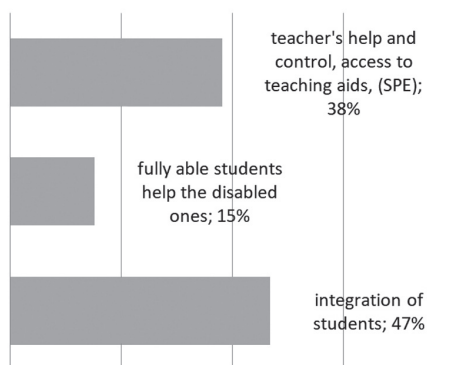 teacher's help and
control, access to
teaching aids, (SPE);
38%
fully able students
help the disabled
ones; 15%
integration of
students; 47%